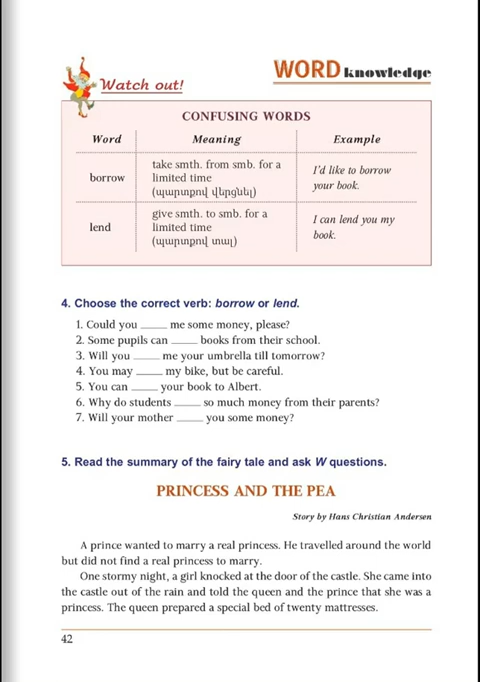 WORD knowledge
Watch out!
CONFUSING WORDS
Word Meaning Example
borrow
take smth. from smb. for a
limited time
(պարտքով վերցնել)
I'd like to borrow
your book.
lend
give smth. to smb. for a
limited time
(պարտքով տալ)
I can lend you my
book.
4. Choose the correct verb: borrow or lend.
1. Could you _____ me some money, please?
2. Some pupils can _____ books from their school.
3. Will you _____ me your umbrella till tomorrow?
4. You may _____ my bike, but be careful.
5. You can _____ your book to Albert.
6. Why do students _____ so much money from their parents?
7. Will your mother _____ you some money?
5. Read the summary of the fairy tale and ask W questions.
PRINCESS AND THE PEA
Story by Hans Christian Andersen
A prince wanted to marry a real princess. He travelled around the world
but did not find a real princess to marry.
One stormy night, a girl knocked at the door of the castle. She came into
the castle out of the rain and told the queen and the prince that she was a
princess. The queen prepared a special bed of twenty mattresses.
42